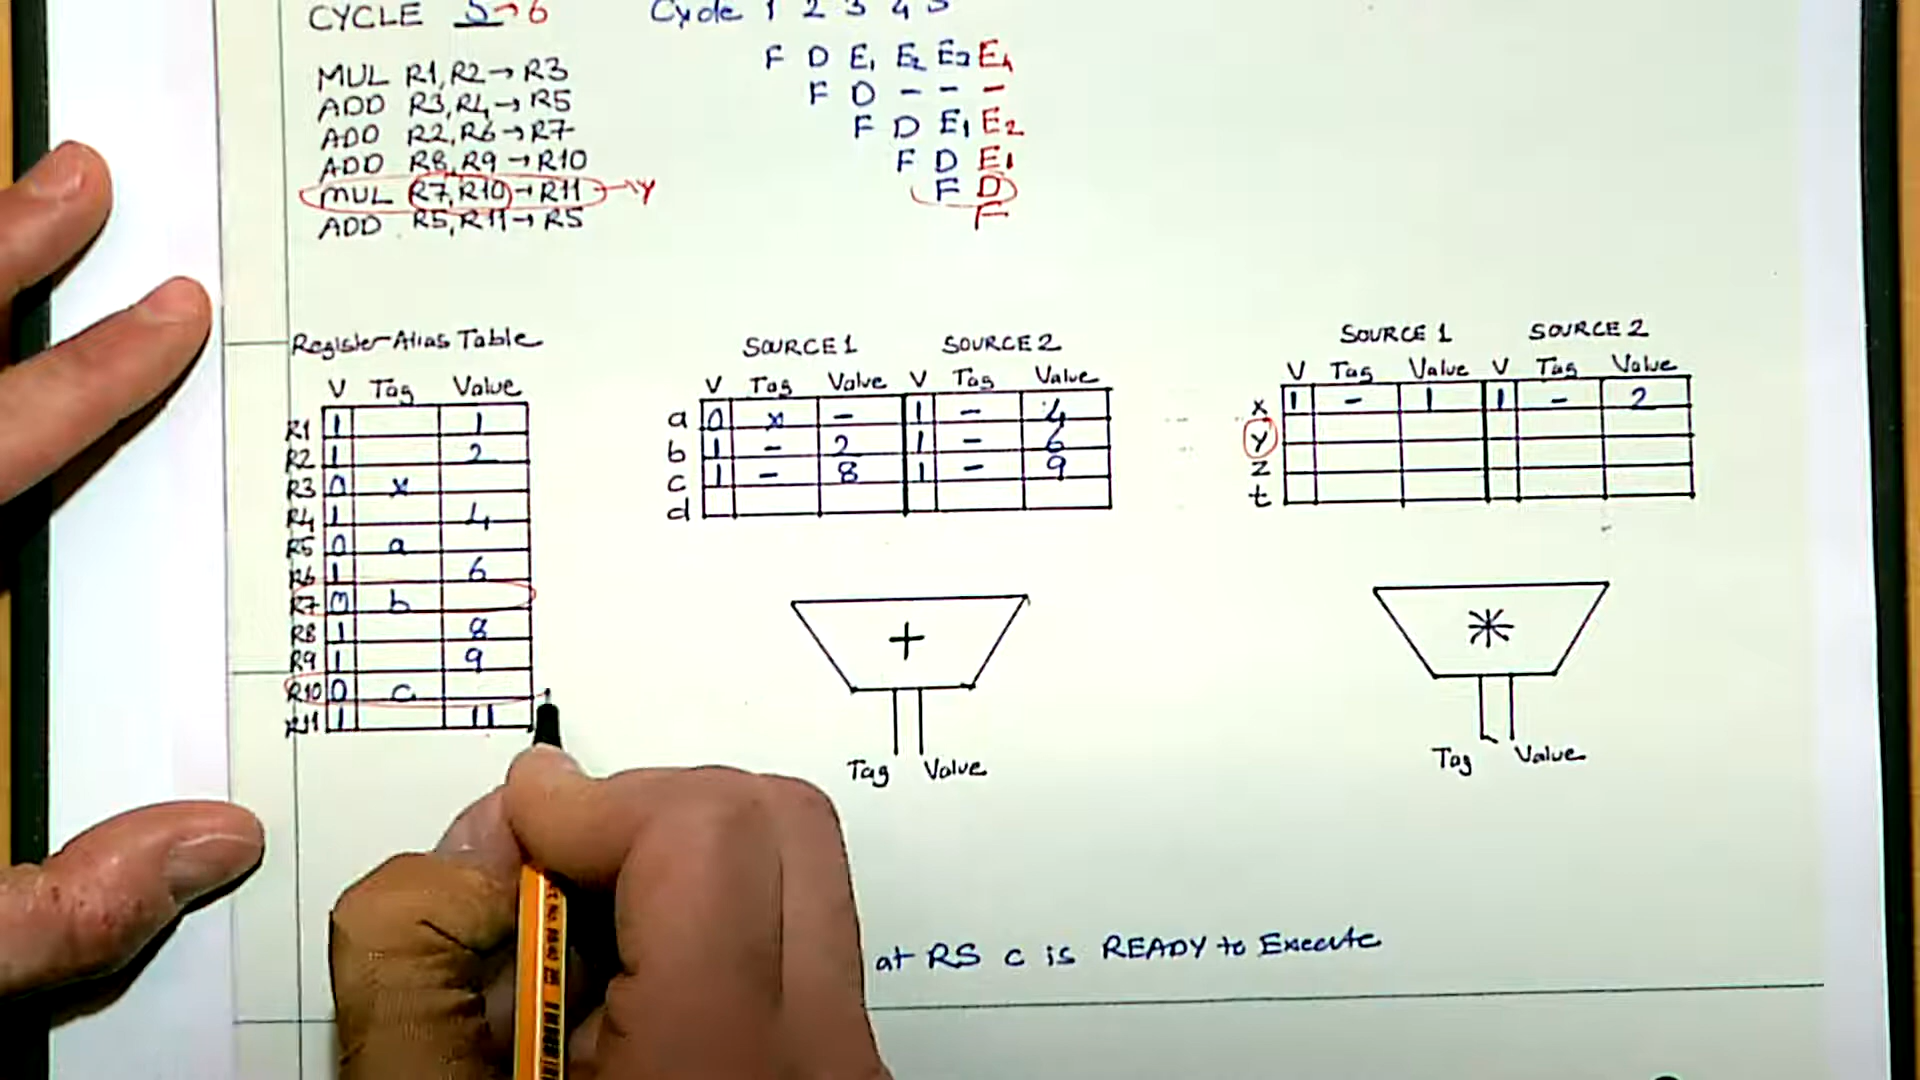 CYCLE 5→6
Cycle 1 2 3 4 5
MUL R1,R2→R3
ADD R3,R4→R5
ADD R2,R6→R7
ADD R8,R9→R10
MUL R7,R10→R11 →Y
ADD R5,R11→R5
F D E1 E2 E3 E4
F D - - -
F D E1 E2
F D E1
F D
F
Register Alias Table
V Tag Value
R1 1 1
R2 1 2
R3 0 x
R4 1 4
R5 0 a
R6 1 6
R7 0 b
R8 1 8
R9 1 9
R10 0 c
R11 1 11
SOURCE 1 SOURCE 2
V Tag Value V Tag Value
a 0 x - 1 - 4
b 1 - 2 1 - 6
c 1 - 8 1 - 9
d
+
Tag Value
SOURCE 1 SOURCE 2
V Tag Value V Tag Value
x 1 - 1 1 - 2
y
z
t
*
Tag Value
at RS c is READY to Execute